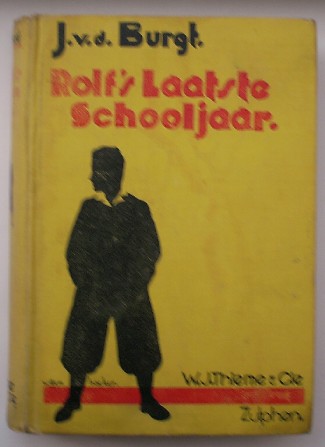 J.v.d. Burgt.
Rolf's Laatste
Schooljaar.
W.J.Thieme & Cie
Zutphen.